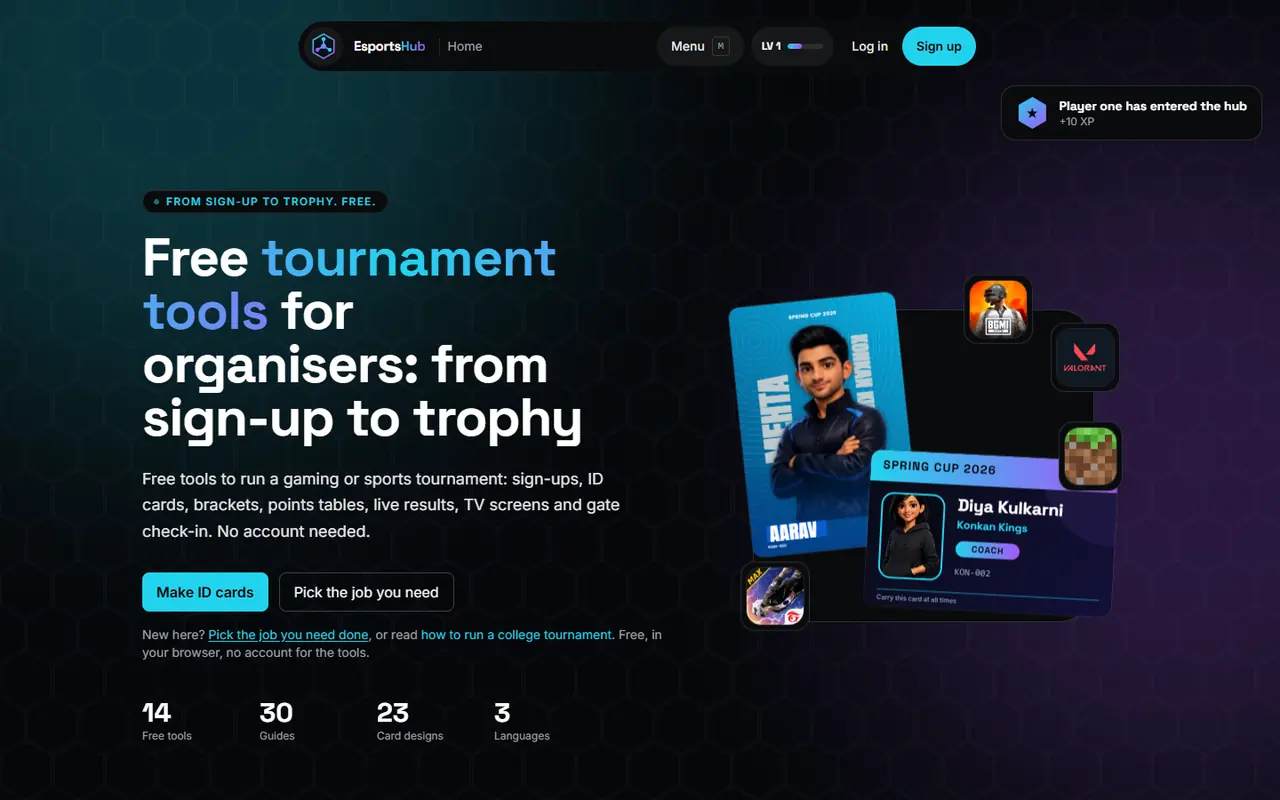 EsportsHub
Home
Menu
M
LV 1
Log in
Sign up
Player one has entered the hub
+10 XP
FROM SIGN-UP TO TROPHY. FREE.
Free tournament
tools for
organisers: from
sign-up to trophy
Free tools to run a gaming or sports tournament: sign-ups, ID
cards, brackets, points tables, live results, TV screens and gate
check-in. No account needed.
Make ID cards
Pick the job you need
New here? Pick the job you need done, or read how to run a college tournament. Free, in
your browser, no account for the tools.
14
Free tools
30
Guides
23
Card designs
3
Languages
SPRING CUP 2026
MEHTA
AARAV
BGMI
VALORANT
SPRING CUP 2026
Diya Kulkarni
Konkan Kings
COACH
KON-002
Carry this card at all times
MAX